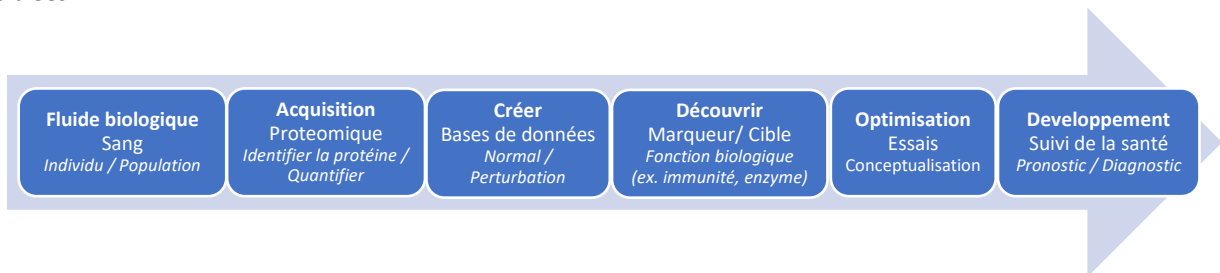 Fluide biologique
Sang
Individu / Population
Acquisition
Proteomique
Identifier la protéine /
Quantifier
Créer
Bases de données
Normal /
Perturbation
Découvrir
Marqueur/ Cible
Fonction biologique
(ex. immunité, enzyme)
Optimisation
Essais
Conceptualisation
Developpement
Suivi de la santé
Pronostic / Diagnostic